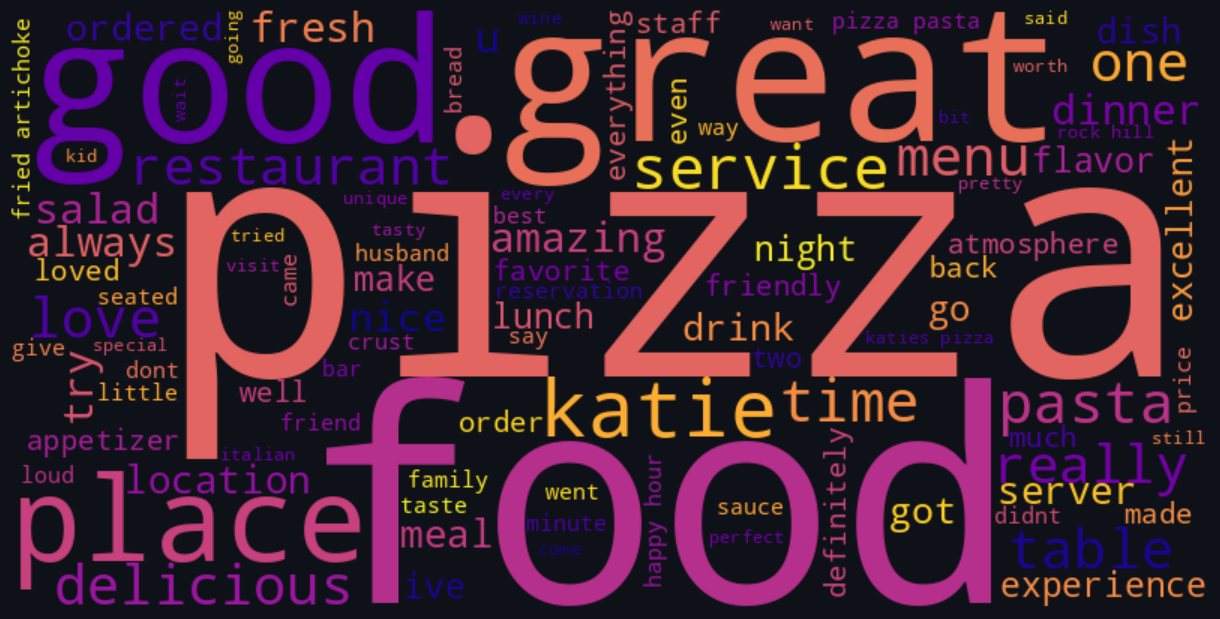 fried artichoke
ordered
going
fresh
good
wait
kid
restaurant
bread
u
wine
.
great
everything
staff
want
pizza pasta
said
even
way
worth
dish
one
bit
dinner
rock hill
service
menu
flavor
pretty
excellent
salad
always
loved
seated
love
give
special
try
dont
little
appetizer
pizza
tried
visit
came
unique
tasty
husband
make
nice
crust
bar
well
friend
italian
every
best
amazing
favorite
reservation
lunch
say
night
friendly
drink
two
atmosphere
back
go
katies pizza
price
order
katie
time
pasta
much
still
really
loud
location
place
delicious
food
family
taste
meal
ive
went
minute
come
happy hour
sauce
perfect
definitely
got
server
didnt
made
table
experience